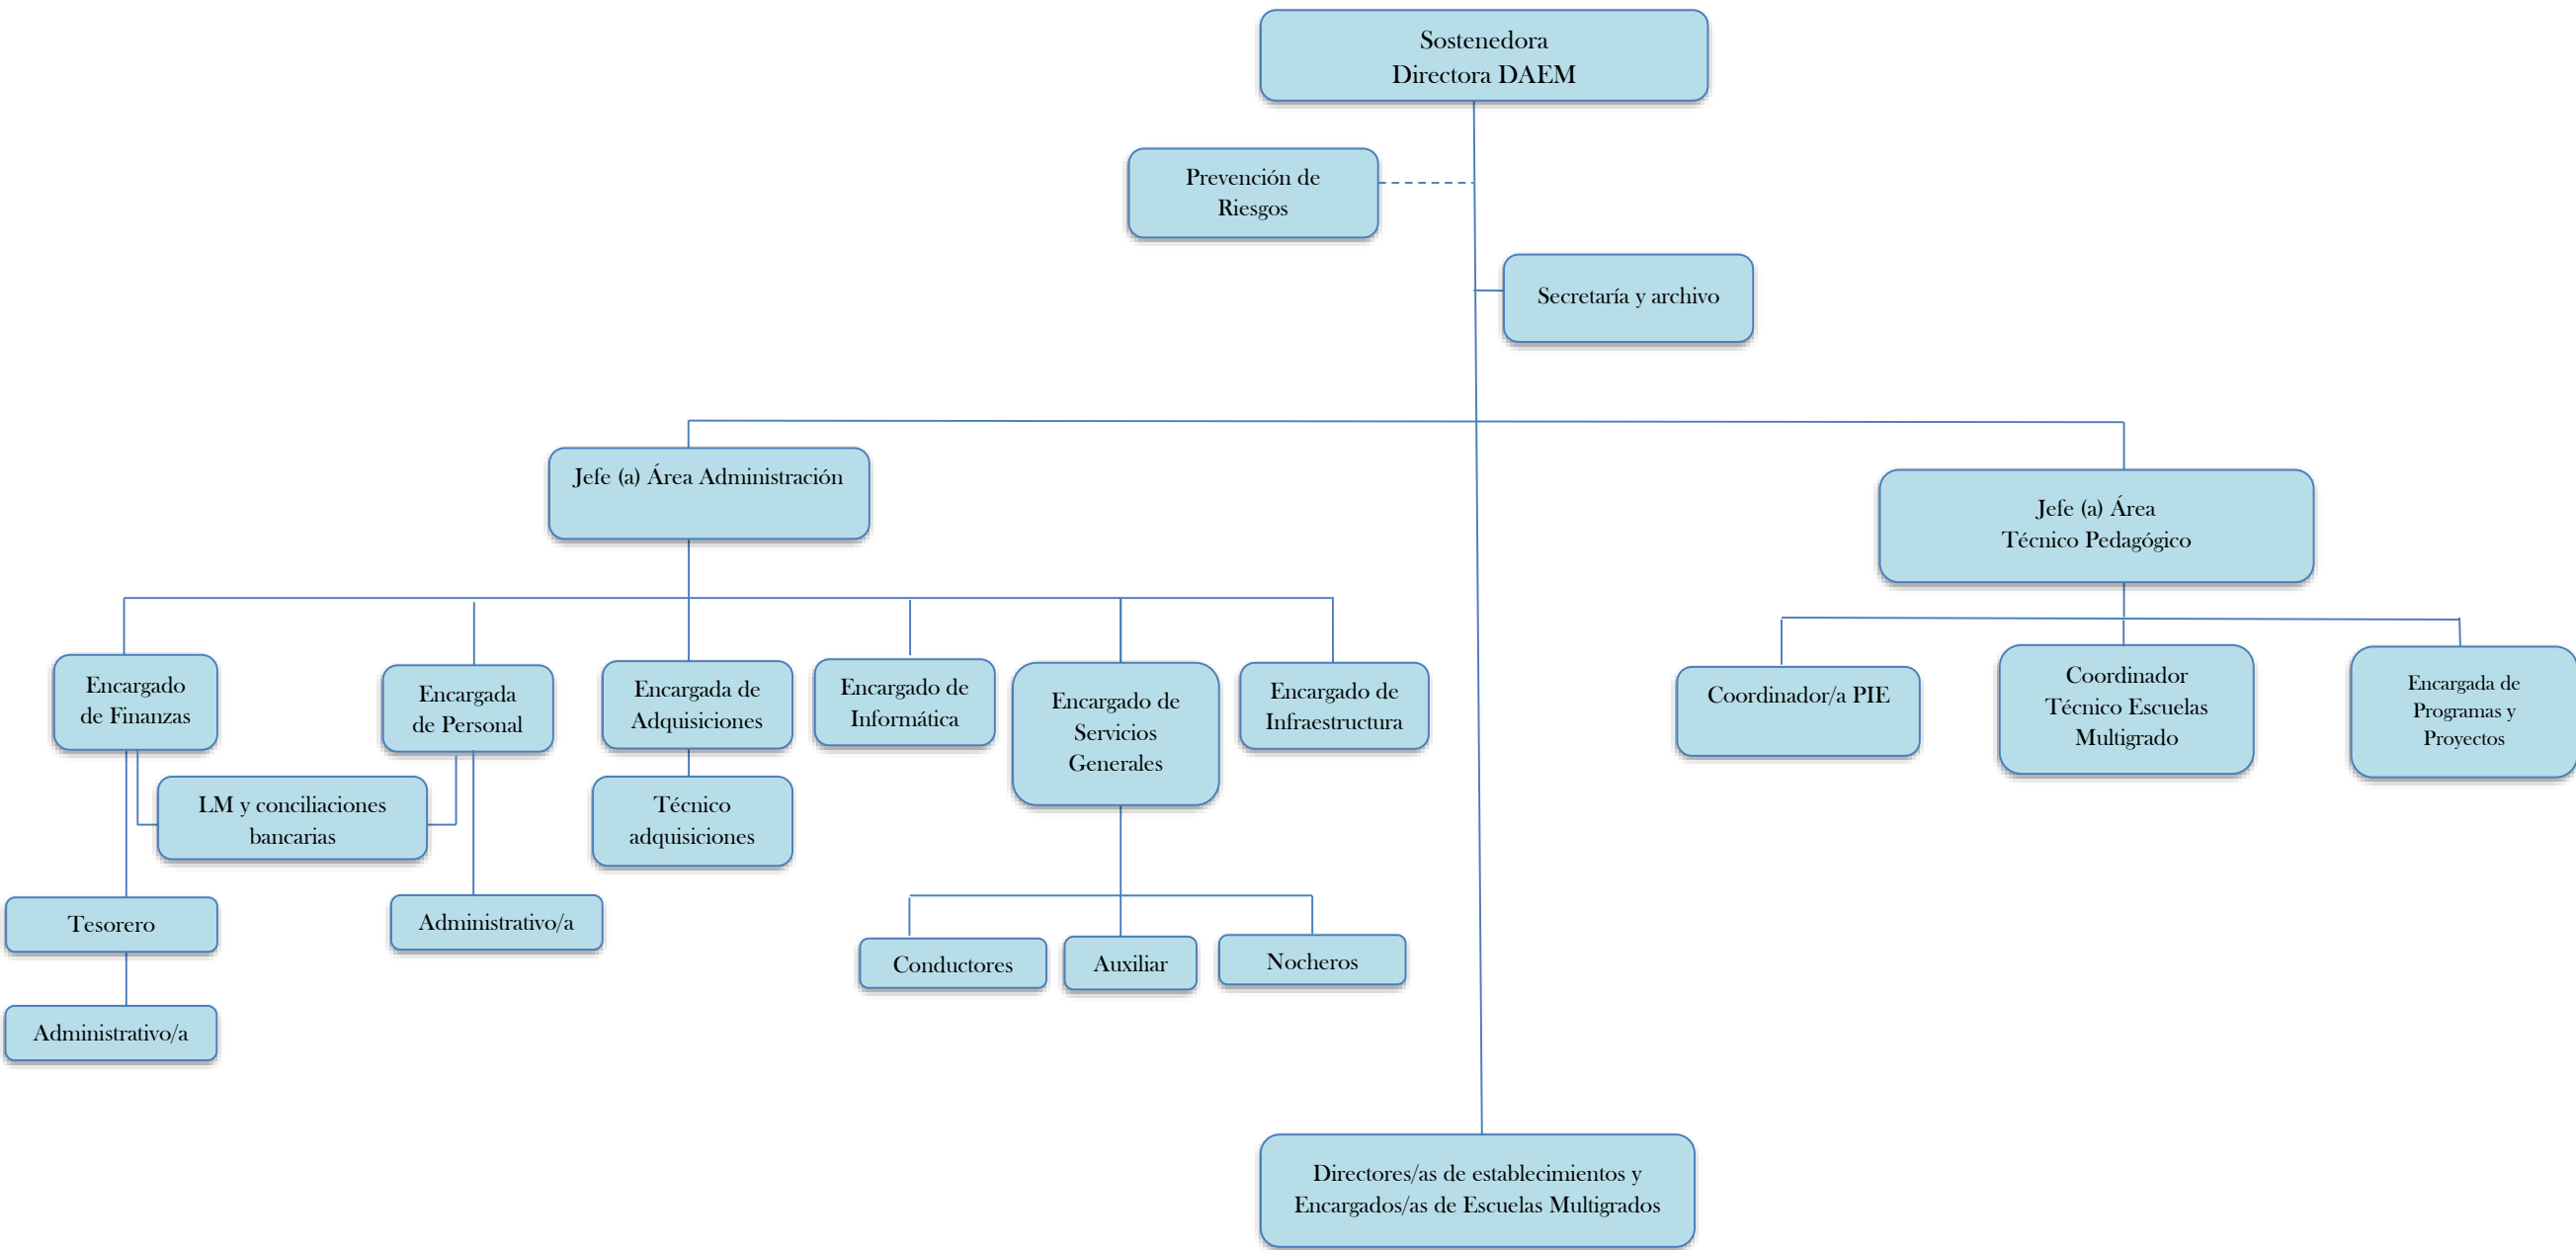 Sostenedora
Directora DAEM
Prevención de
Riesgos
Secretaría y archivo
Jefe (a) Área Administración
Jefe (a) Área
Técnico Pedagógico
Encargado
de Finanzas
Encargada
de Personal
Encargada de
Adquisiciones
Encargado de
Informática
Encargado de
Servicios
Generales
Encargado de
Infraestructura
Coordinador/a PIE
Coordinador
Técnico Escuelas
Multigrado
Encargada de
Programas y
Proyectos
LM y conciliaciones
bancarias
Técnico
adquisiciones
Tesorero
Administrativo/a
Conductores
Auxiliar
Nocheros
Administrativo/a
Directores/as de establecimientos y
Encargados/as de Escuelas Multigrados